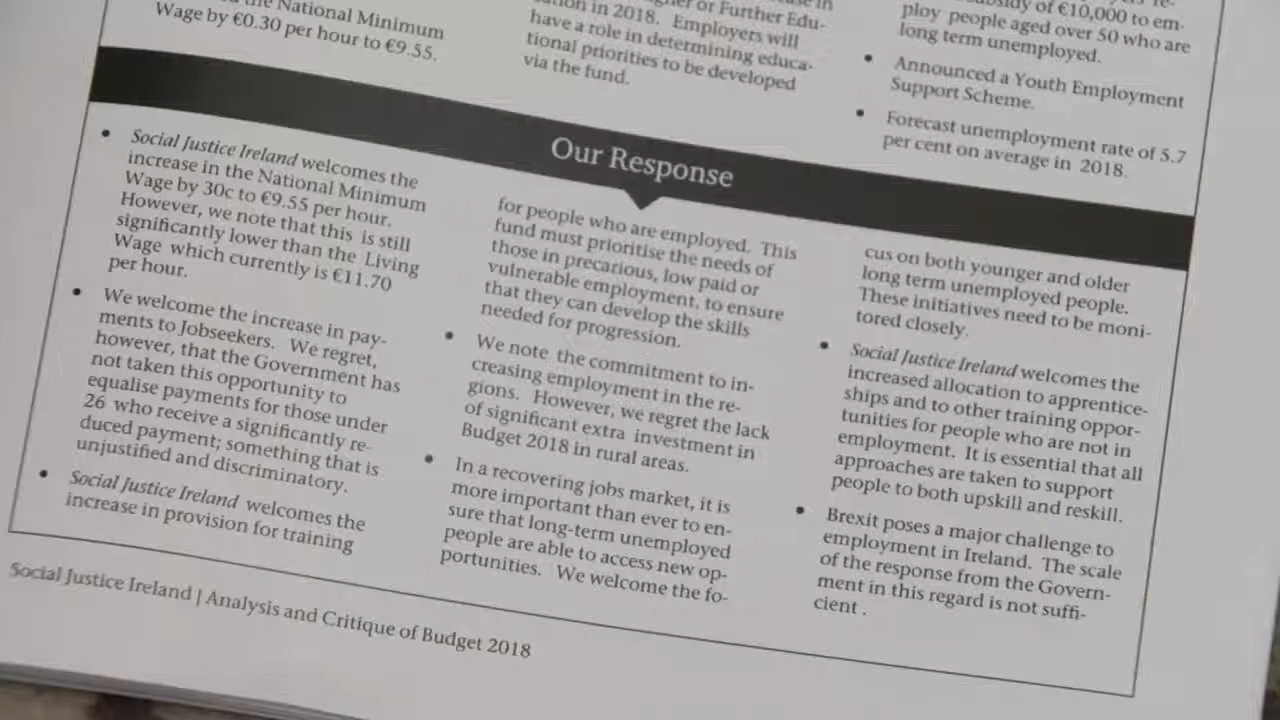 the National Minimum
Wage by €0.30 per hour to €9.55.
or Further Edu-
in 2018. Employers will
have a role in determining educa-
tional priorities to be developed
via the fund.
of €10,000 to em-
ploy people aged over 50 who are
long term unemployed.
• Announced a Youth Employment
Support Scheme.
• Forecast unemployment rate of 5.7
per cent on average in 2018.
Our Response
• Social Justice Ireland welcomes the
increase in the National Minimum
Wage by 30c to €9.55 per hour.
However, we note that this is still
significantly lower than the Living
Wage which currently is €11.70
per hour.
• We welcome the increase in pay-
ments to Jobseekers. We regret,
however, that the Government has
not taken this opportunity to
equalise payments for those under
26 who receive a significantly re-
duced payment; something that is
unjustified and discriminatory.
• Social Justice Ireland welcomes the
increase in provision for training
for people who are employed. This
fund must prioritise the needs of
those in precarious, low paid or
vulnerable employment, to ensure
that they can develop the skills
needed for progression.
• We note the commitment to in-
creasing employment in the re-
gions. However, we regret the lack
of significant extra investment in
Budget 2018 in rural areas.
• In a recovering jobs market, it is
more important than ever to en-
sure that long-term unemployed
people are able to access new op-
portunities. We welcome the fo-
cus on both younger and older
long term unemployed people.
These initiatives need to be moni-
tored closely.
• Social Justice Ireland welcomes the
increased allocation to apprentice-
ships and to other training oppor-
tunities for people who are not in
employment. It is essential that all
approaches are taken to support
people to both upskill and reskill.
• Brexit poses a major challenge to
employment in Ireland. The scale
of the response from the Govern-
ment in this regard is not suffi-
cient .
Social Justice Ireland | Analysis and Critique of Budget 2018